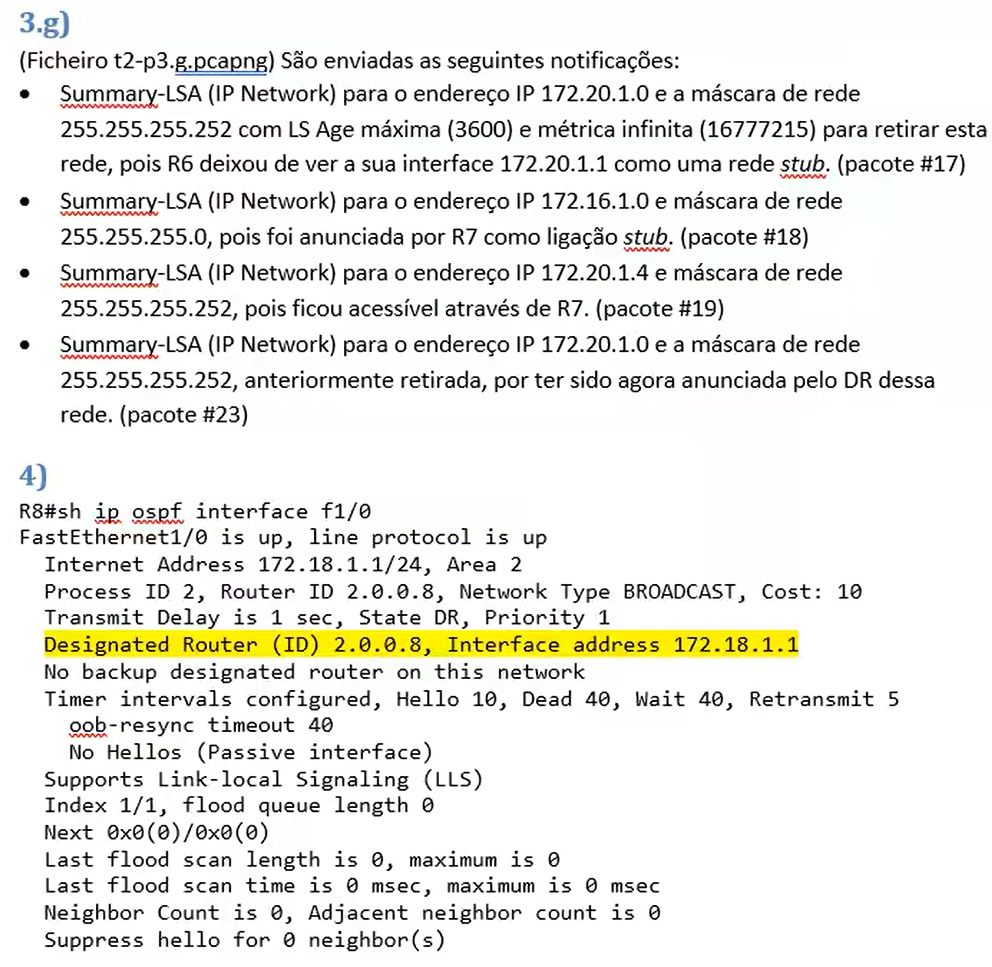 3.g)
(Ficheiro t2-p3.g.pcapng) São enviadas as seguintes notificações:
• Summary-LSA (IP Network) para o endereço IP 172.20.1.0 e a máscara de rede
255.255.255.252 com LS Age máxima (3600) e métrica infinita (16777215) para retirar esta
rede, pois R6 deixou de ver a sua interface 172.20.1.1 como uma rede stub. (pacote #17)
• Summary-LSA (IP Network) para o endereço IP 172.16.1.0 e máscara de rede
255.255.255.0, pois foi anunciada por R7 como ligação stub. (pacote #18)
• Summary-LSA (IP Network) para o endereço IP 172.20.1.4 e máscara de rede
255.255.255.252, pois ficou acessível através de R7. (pacote #19)
• Summary-LSA (IP Network) para o endereço IP 172.20.1.0 e a máscara de rede
255.255.255.252, anteriormente retirada, por ter sido agora anunciada pelo DR dessa
rede. (pacote #23)
4)
R8#sh ip ospf interface f1/0
FastEthernet1/0 is up, line protocol is up
Internet Address 172.18.1.1/24, Area 2
Process ID 2, Router ID 2.0.0.8, Network Type BROADCAST, Cost: 10
Transmit Delay is 1 sec, State DR, Priority 1
Designated Router (ID) 2.0.0.8, Interface address 172.18.1.1
No backup designated router on this network
Timer intervals configured, Hello 10, Dead 40, Wait 40, Retransmit 5
oob-resync timeout 40
No Hellos (Passive interface)
Supports Link-local Signaling (LLS)
Index 1/1, flood queue length 0
Next 0x0(0)/0x0(0)
Last flood scan length is 0, maximum is 0
Last flood scan time is 0 msec, maximum is 0 msec
Neighbor Count is 0, Adjacent neighbor count is 0
Suppress hello for 0 neighbor(s)